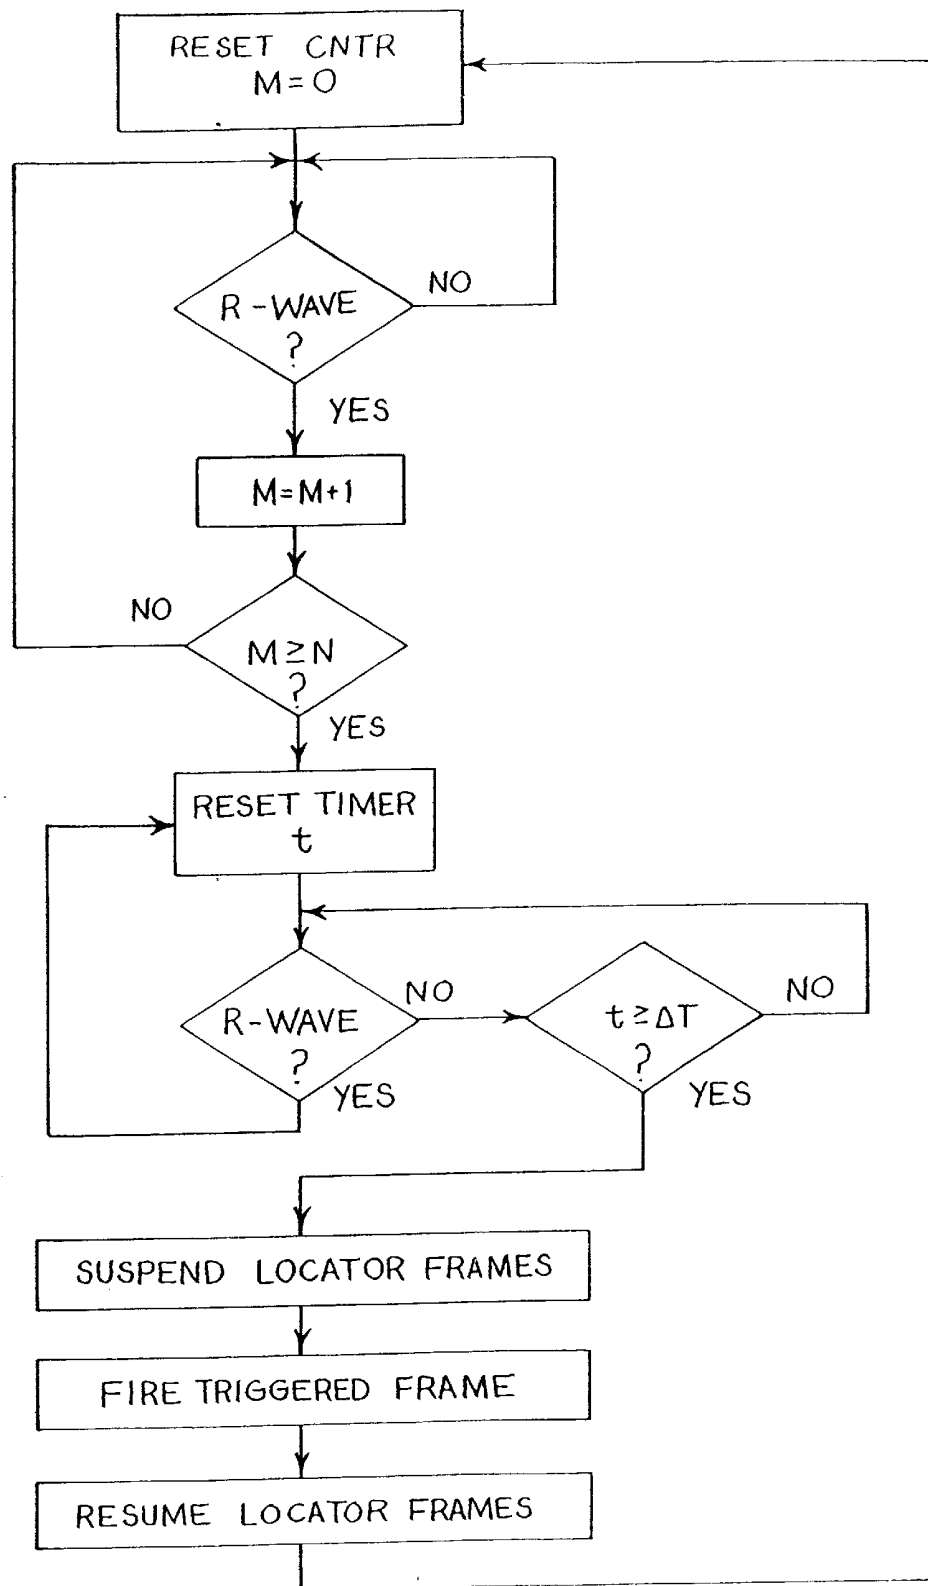 RESET CNTR
M=0
R-WAVE
?
NO
YES
M=M+1
NO
M≥N
?
YES
RESET TIMER
t
R-WAVE
?
NO
YES
t≥ΔT
?
NO
YES
SUSPEND LOCATOR FRAMES
FIRE TRIGGERED FRAME
RESUME LOCATOR FRAMES